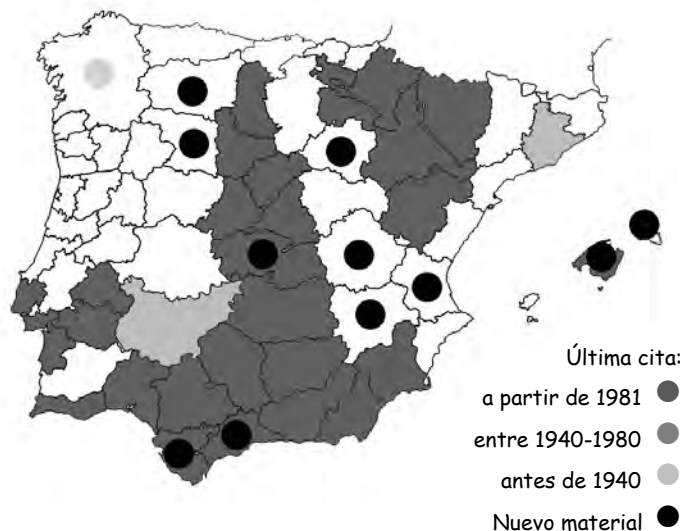 Última cita:
a partir de 1981
entre 1940-1980
antes de 1940
Nuevo material